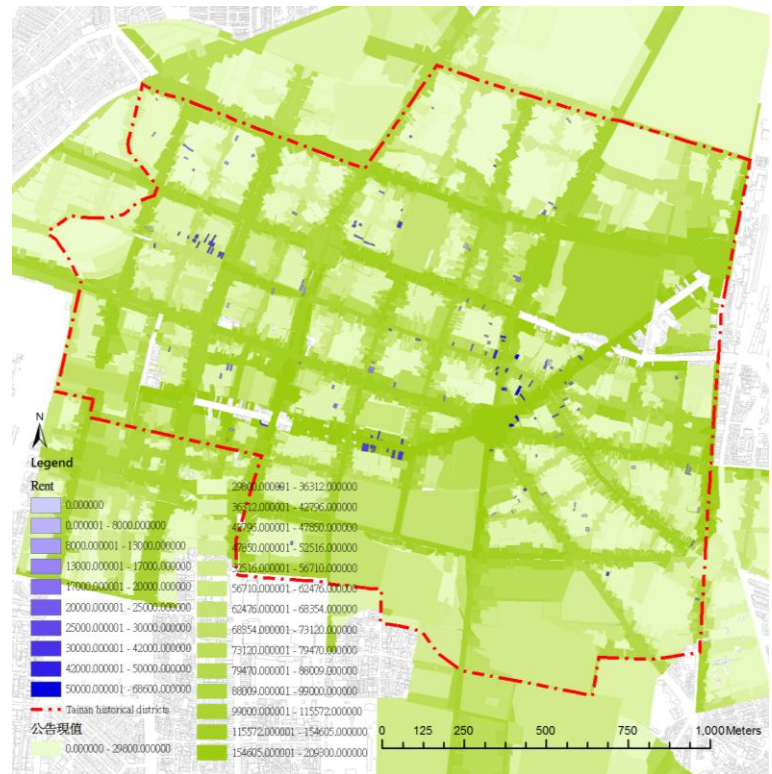 N
Legend
Rent
0.000000
0.000001 - 8000.000000
8000.000001 - 13000.000000
13000.000001 - 17000.000000
17000.000001 - 20000.000000
20000.000001 - 25000.000000
25000.000001 - 30000.000000
30000.000001 - 42000.000000
42000.000001 - 50000.000000
50000.000001 - 68600.000000
Tainan historical districts
公告現值
0.000000 - 29800.000000
29800.000001 - 36312.000000
36312.000001 - 42796.000000
42796.000001 - 47850.000000
47850.000001 - 52516.000000
52516.000001 - 56710.000000
56710.000001 - 62476.000000
62476.000001 - 68354.000000
68354.000001 - 73120.000000
73120.000001 - 79470.000000
79470.000001 - 88009.000000
88009.000001 - 99000.000000
99000.000001 - 115572.000000
115572.000001 - 154605.000000
154605.000001 - 209300.000000
0 125 250 500 750 1,000 Meters